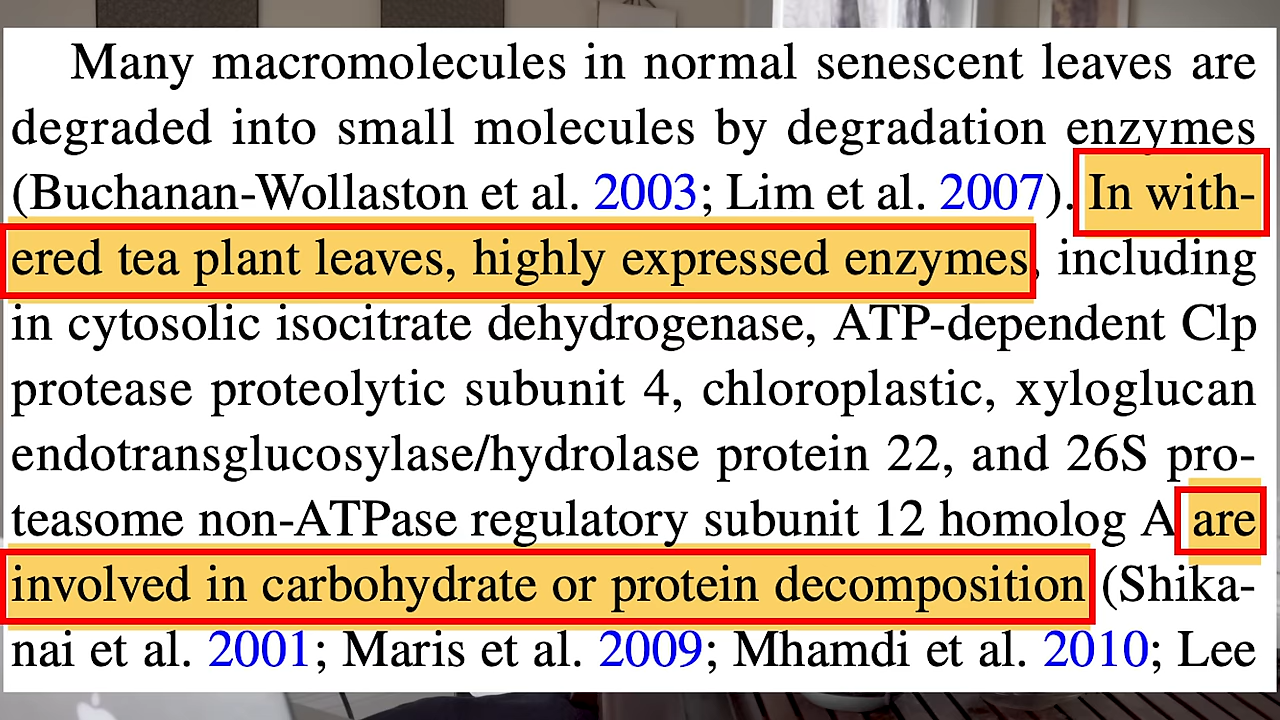 Many macromolecules in normal senescent leaves are
degraded into small molecules by degradation enzymes
(Buchanan-Wollaston et al. 2003; Lim et al. 2007). In with-
ered tea plant leaves, highly expressed enzymes, including
in cytosolic isocitrate dehydrogenase, ATP-dependent Clp
protease proteolytic subunit 4, chloroplastic, xyloglucan
endotransglucosylase/hydrolase protein 22, and 26S pro-
teasome non-ATPase regulatory subunit 12 homolog A are
involved in carbohydrate or protein decomposition (Shika-
nai et al. 2001; Maris et al. 2009; Mhamdi et al. 2010; Lee